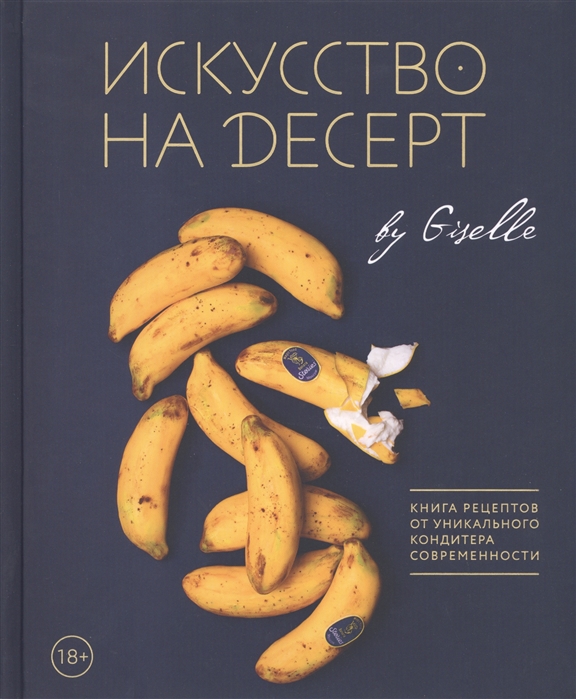 ИСКУССТВО
НА ДЕСЕРТ
by Giselle
КНИГА РЕЦЕПТОВ
ОТ УНИКАЛЬНОГО
КОНДИТЕРА
СОВРЕМЕННОСТИ
18+